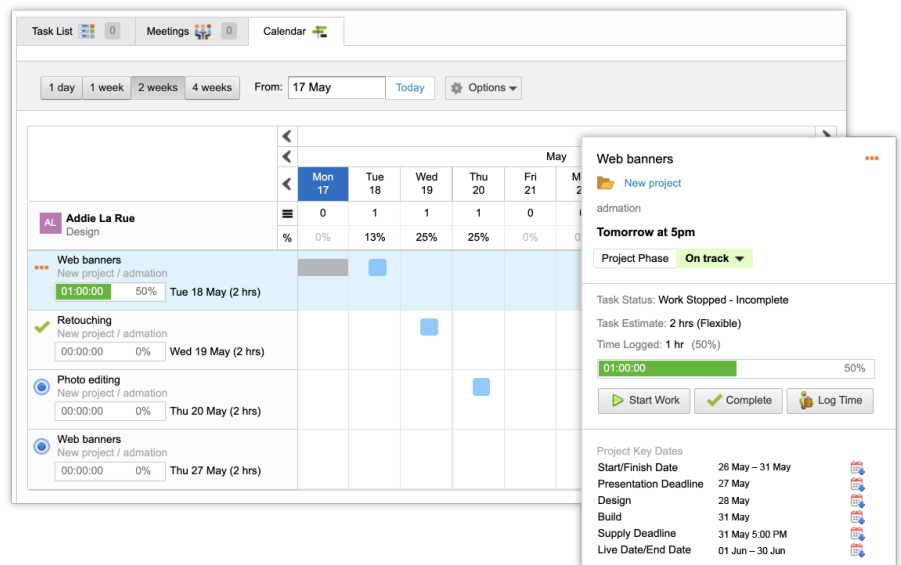 Task List 0 Meetings 0 Calendar
1 day 1 week 2 weeks 4 weeks From: 17 May Today Options
May
Mon Tue Wed Thu Fri
17 18 19 20 21
AL Addie La Rue
Design
0 1 1 1 0
% 0% 13% 25% 25% 0%
Web banners
New project / admation
01:00:00 50% Tue 18 May (2 hrs)
Retouching
New project / admation
00:00:00 0% Wed 19 May (2 hrs)
Photo editing
New project / admation
00:00:00 0% Thu 20 May (2 hrs)
Web banners
New project / admation
00:00:00 0% Thu 27 May (2 hrs)
Web banners
New project
admation
Tomorrow at 5pm
Project Phase On track
Task Status: Work Stopped - Incomplete
Task Estimate: 2 hrs (Flexible)
Time Logged: 1 hr (50%)
01:00:00 50%
Start Work Complete Log Time
Project Key Dates
Start/Finish Date 26 May – 31 May
Presentation Deadline 27 May
Design 28 May
Build 31 May
Supply Deadline 31 May 5:00 PM
Live Date/End Date 01 Jun – 30 Jun